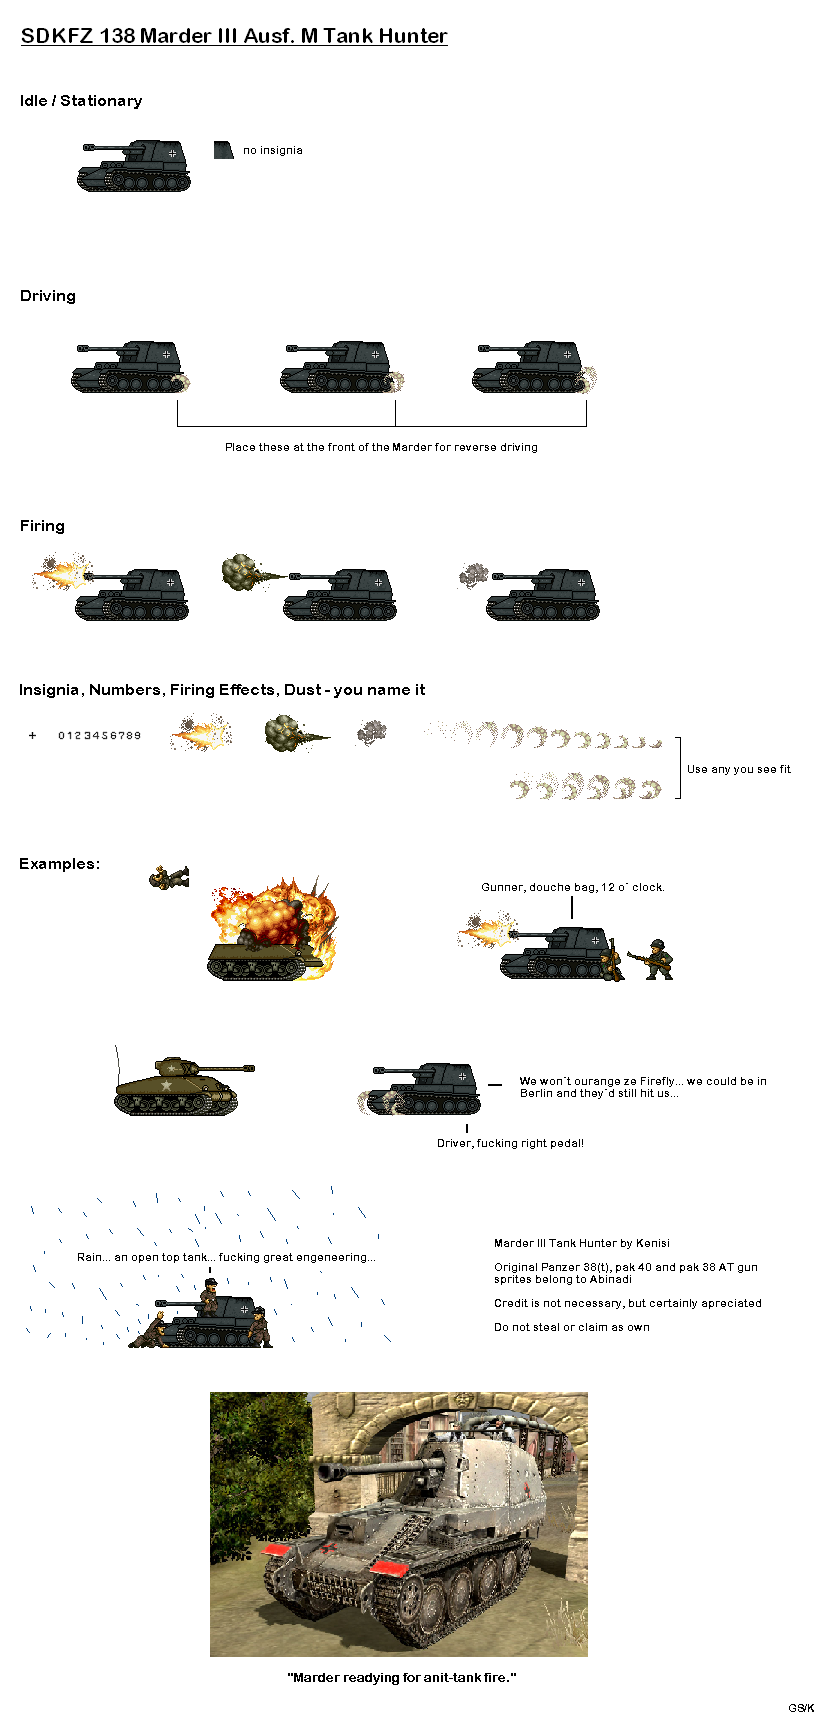 SDKFZ 138 Marder III Ausf. M Tank Hunter
Idle / Stationary
no insignia
Driving
Place these at the front of the Marder for reverse driving
Firing
Insignia, Numbers, Firing Effects, Dust - you name it
+ 0123456789
Use any you see fit
Examples:
Gunner, douche bag, 12 o´ clock.
We won´t ourange ze Firefly... we could be in
Berlin and they´d still hit us...
Driver, fucking right pedal!
Rain... an open top tank... fucking great engeneering...
Marder III Tank Hunter by Kenisi
Original Panzer 38(t), pak 40 and pak 38 AT gun
sprites belong to Abinadi
Credit is not necessary, but certainly apreciated
Do not steal or claim as own
"Marder readying for anit-tank fire."
GS/K